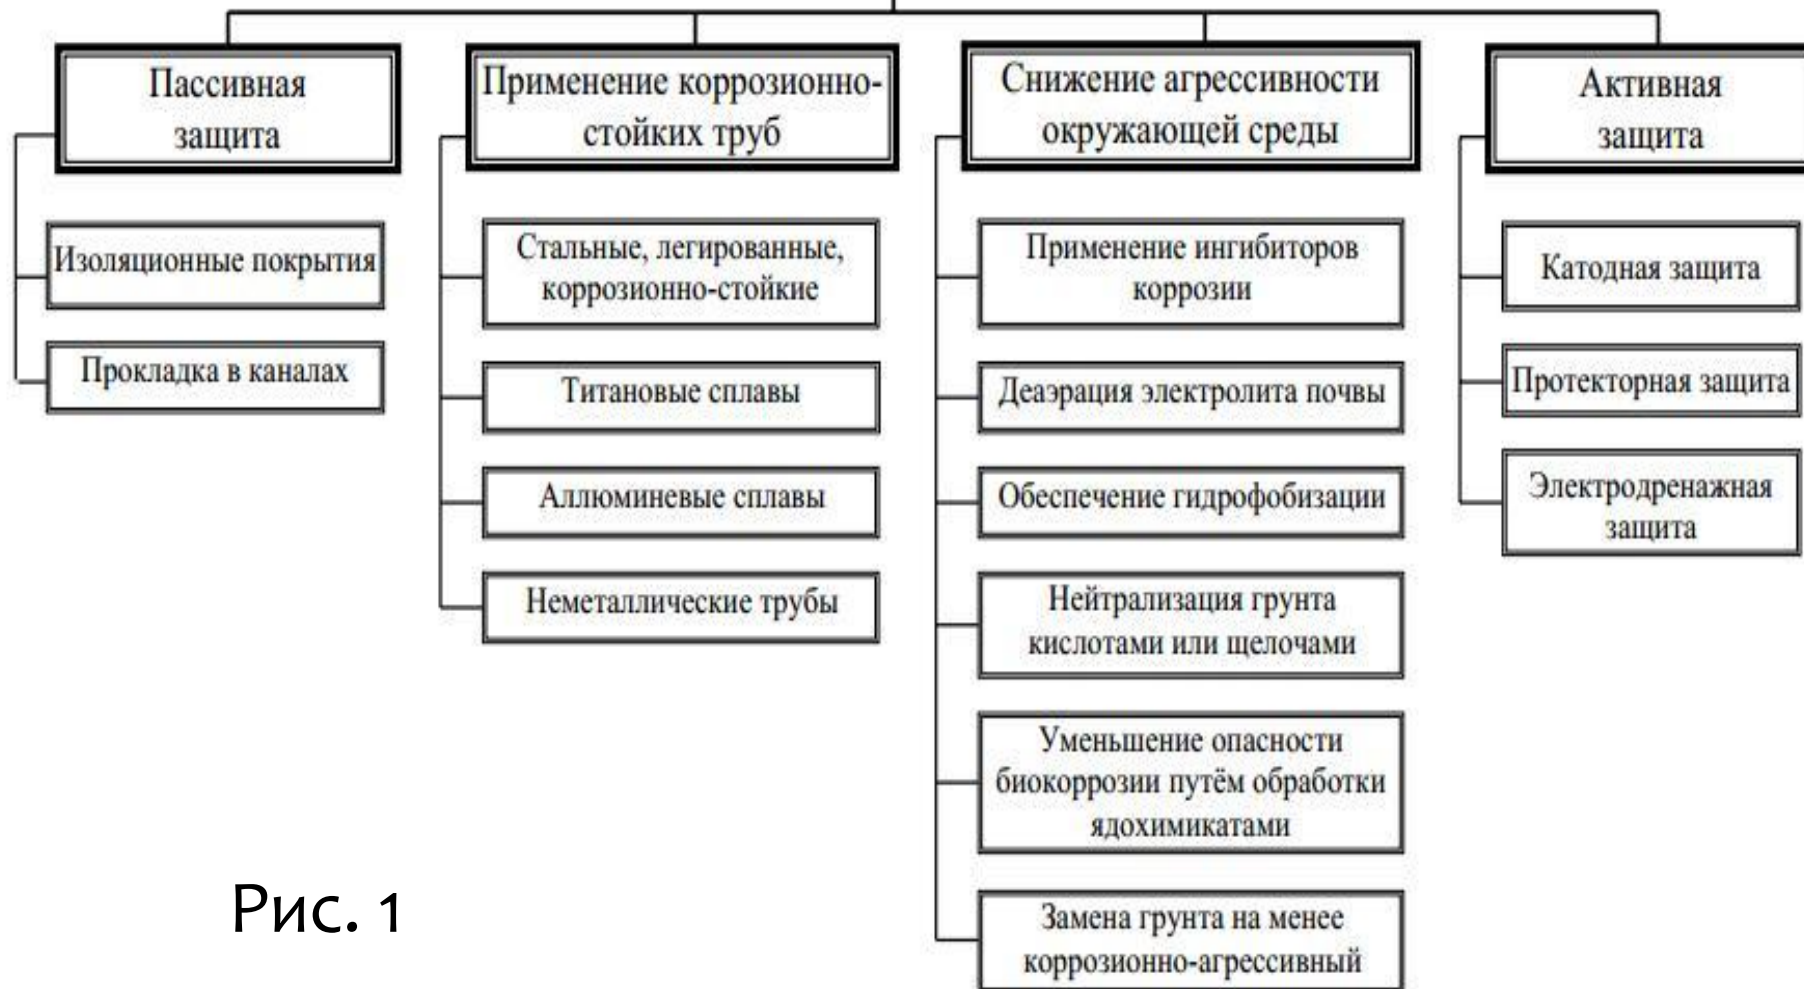 Пассивная
защита
Изоляционные покрытия
Прокладка в каналах
Применение коррозионно-
стойких труб
Стальные, легированные,
коррозионно-стойкие
Титановые сплавы
Аллюминевые сплавы
Неметаллические трубы
Снижение агрессивности
окружающей среды
Применение ингибиторов
коррозии
Деаэрация электролита почвы
Обеспечение гидрофобизации
Нейтрализация грунта
кислотами или щелочами
Уменьшение опасности
биокоррозии путём обработки
ядохимикатами
Замена грунта на менее
коррозионно-агрессивный
Активная
защита
Катодная защита
Протекторная защита
Электродренажная
защита
Рис. 1